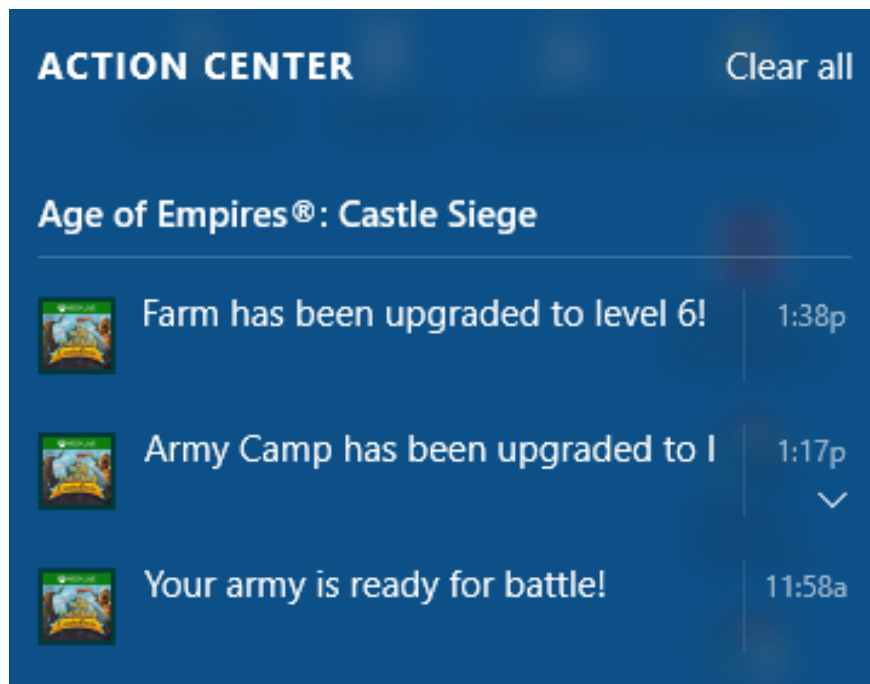 ACTION CENTER Clear all
Age of Empires®: Castle Siege
Farm has been upgraded to level 6! 1:38p
Army Camp has been upgraded to l 1:17p
Your army is ready for battle! 11:58a